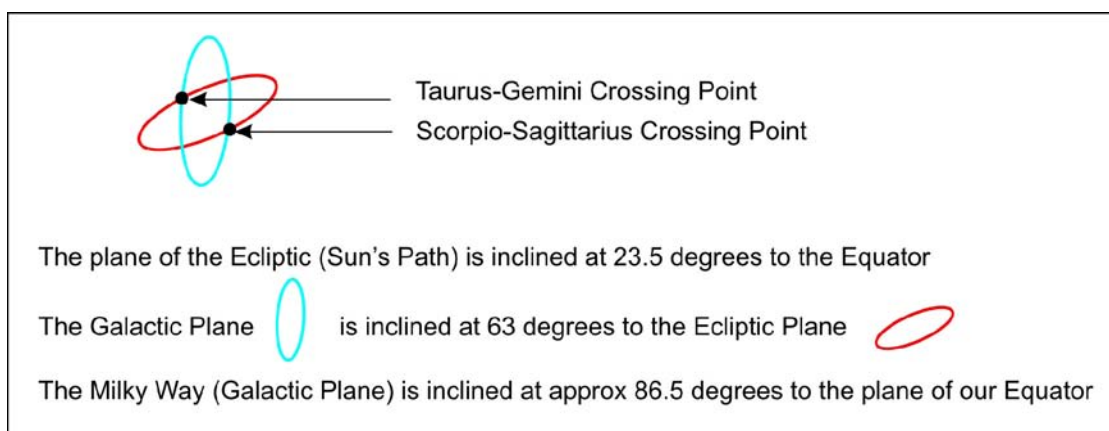 Taurus-Gemini Crossing Point
Scorpio-Sagittarius Crossing Point
The plane of the Ecliptic (Sun's Path) is inclined at 23.5 degrees to the Equator
The Galactic Plane is inclined at 63 degrees to the Ecliptic Plane
The Milky Way (Galactic Plane) is inclined at approx 86.5 degrees to the plane of our Equator